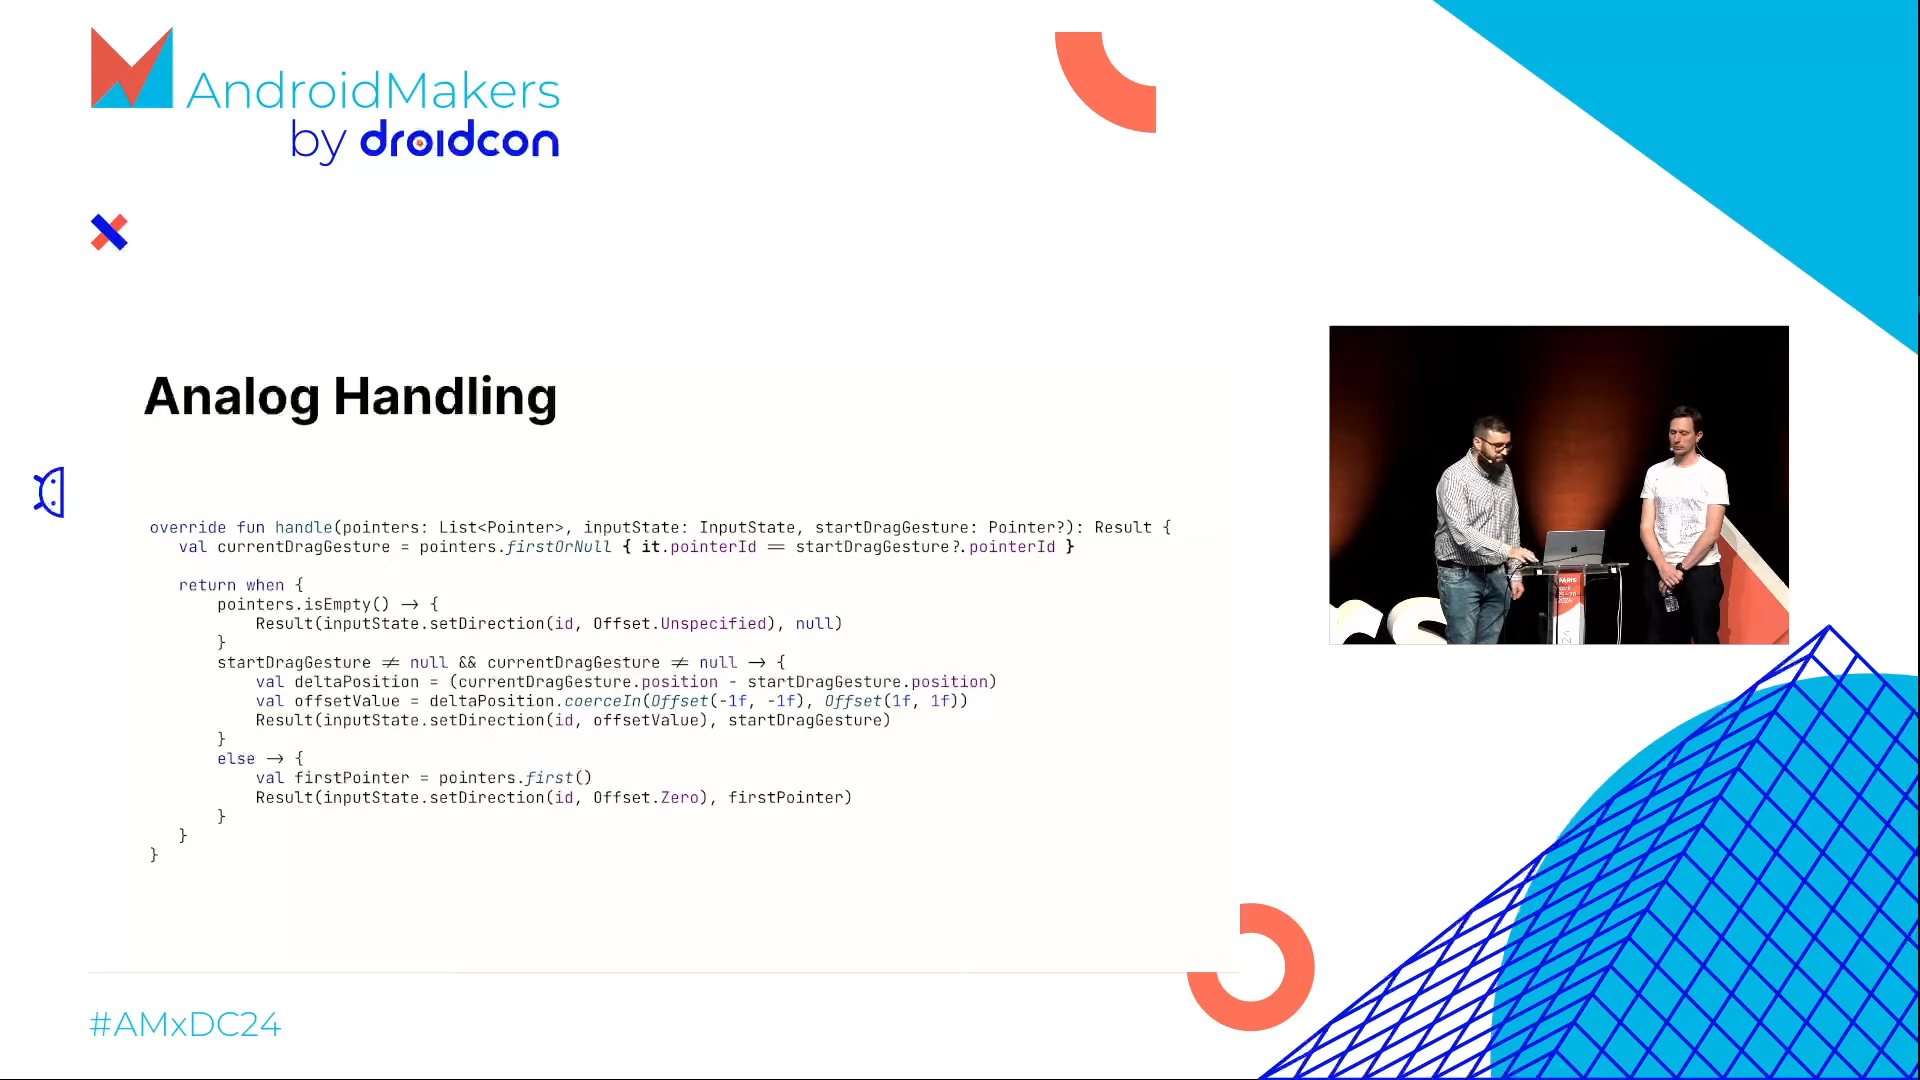 AndroidMakers
by droidcon
Analog Handling
override fun handle(pointers: List<Pointer>, inputState: InputState, startDragGesture: Pointer?): Result {
val currentDragGesture = pointers.firstOrNull { it.pointerId == startDragGesture?.pointerId }
return when {
pointers.isEmpty() -> {
Result(inputState.setDirection(id, Offset.Unspecified), null)
}
startDragGesture ≠ null && currentDragGesture ≠ null -> {
val deltaPosition = (currentDragGesture.position - startDragGesture.position)
val offsetValue = deltaPosition.coerceIn(Offset(-1f, -1f), Offset(1f, 1f))
Result(inputState.setDirection(id, offsetValue), startDragGesture)
}
else -> {
val firstPointer = pointers.first()
Result(inputState.setDirection(id, Offset.Zero), firstPointer)
}
}
}
PARIS
2024
rs
#AMxDC24